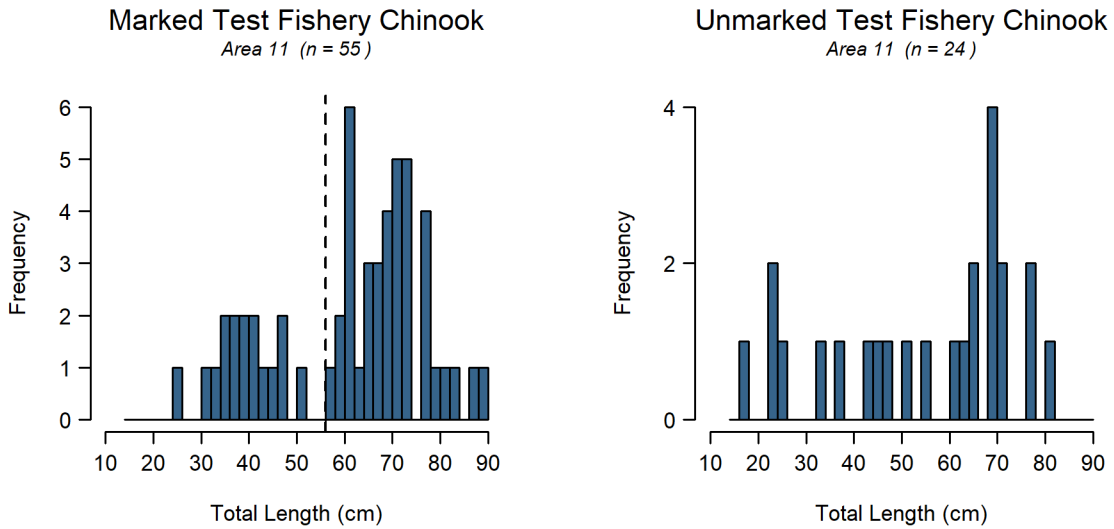 Marked Test Fishery Chinook
Area 11 (n = 55 )
6
5
4
3
2
1
0
Frequency
10 20 30 40 50 60 70 80 90
Total Length (cm)
Unmarked Test Fishery Chinook
Area 11 (n = 24 )
4
2
0
Frequency
10 20 30 40 50 60 70 80 90
Total Length (cm)